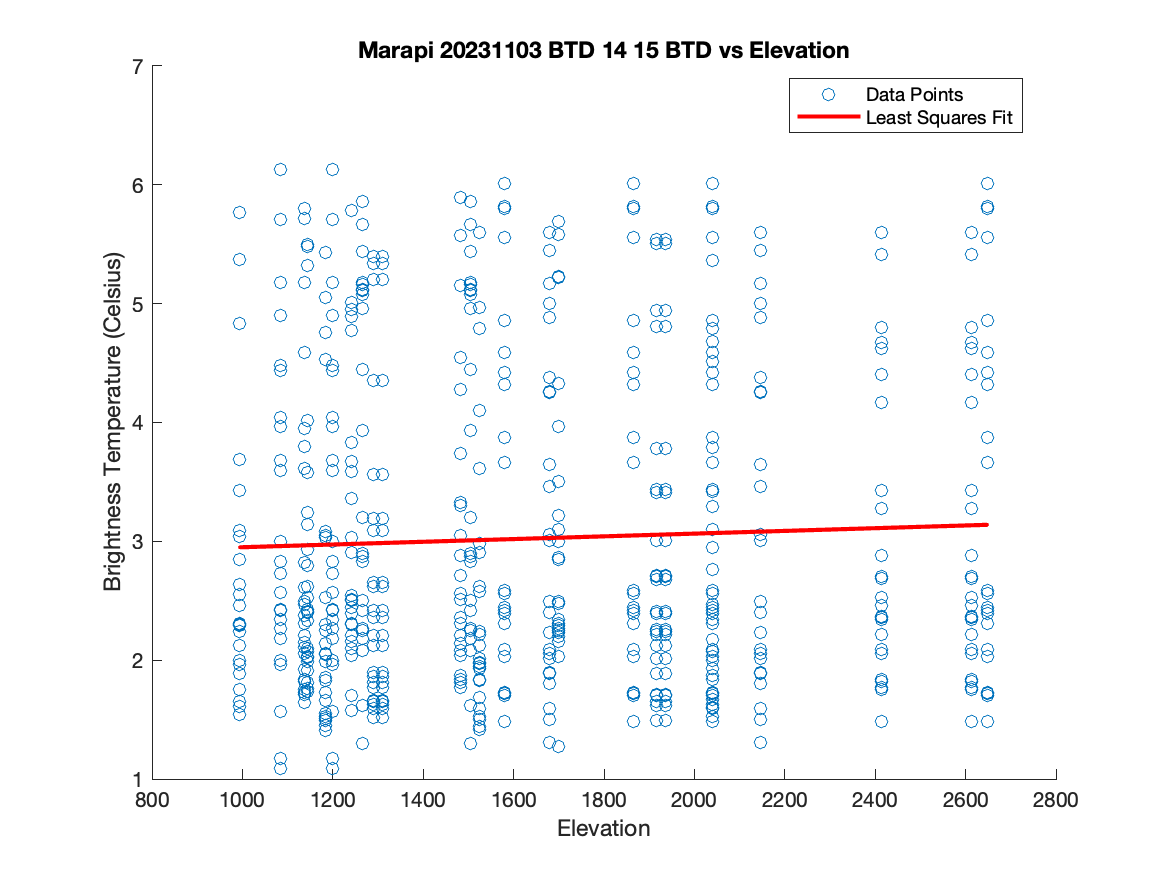 Marapi 20231103 BTD 14 15 BTD vs Elevation
7
6
5
4
3
2
1
Brightness Temperature (Celsius)
Data Points
Least Squares Fit
800 1000 1200 1400 1600 1800 2000 2200 2400 2600 2800
Elevation